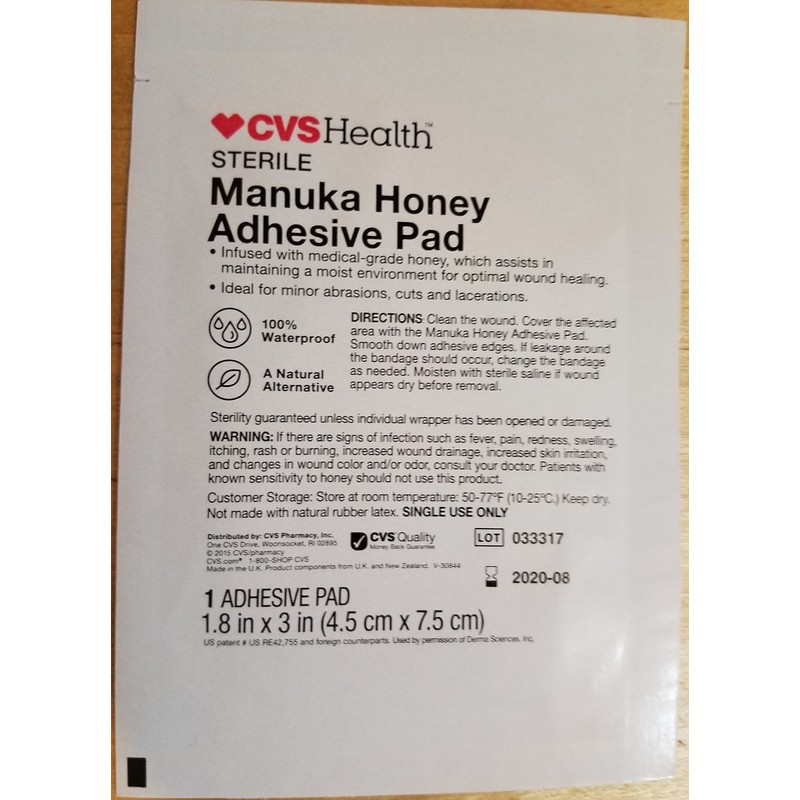 CVSHealth™
STERILE
Manuka Honey
Adhesive Pad
• Infused with medical-grade honey, which assists in
maintaining a moist environment for optimal wound healing.
• Ideal for minor abrasions, cuts and lacerations.
100%
Waterproof
A Natural
Alternative
DIRECTIONS: Clean the wound. Cover the affected
area with the Manuka Honey Adhesive Pad.
Smooth down adhesive edges. If leakage around
the bandage should occur, change the bandage
as needed. Moisten with sterile saline if wound
appears dry before removal.
Sterility guaranteed unless individual wrapper has been opened or damaged.
WARNING: If there are signs of infection such as fever, pain, redness, swelling,
itching, rash or burning, increased wound drainage, increased skin irritation,
and changes in wound color and/or odor, consult your doctor. Patients with
known sensitivity to honey should not use this product.
Customer Storage: Store at room temperature: 50-77°F (10-25°C.) Keep dry.
Not made with natural rubber latex. SINGLE USE ONLY
Distributed by: CVS Pharmacy, Inc.
One CVS Drive, Woonsocket, RI 02895
© 2015 CVS/pharmacy
CVS.com® 1-800-SHOP CVS
Made in the U.K. Product components from U.K. and New Zealand. V-30844
CVS Quality
Money Back Guarantee
LOT 033317
2020-08
1 ADHESIVE PAD
1.8 in x 3 in (4.5 cm x 7.5 cm)
US patent # US RE42,755 and foreign counterparts. Used by permission of Derma Sciences, Inc.